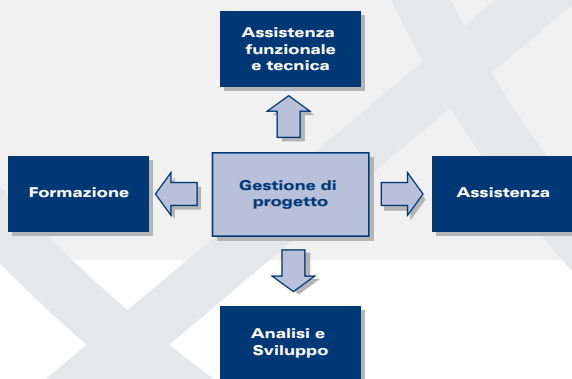 Assistenza
funzionale
e tecnica
Formazione
Gestione di
progetto
Assistenza
Analisi e
Sviluppo